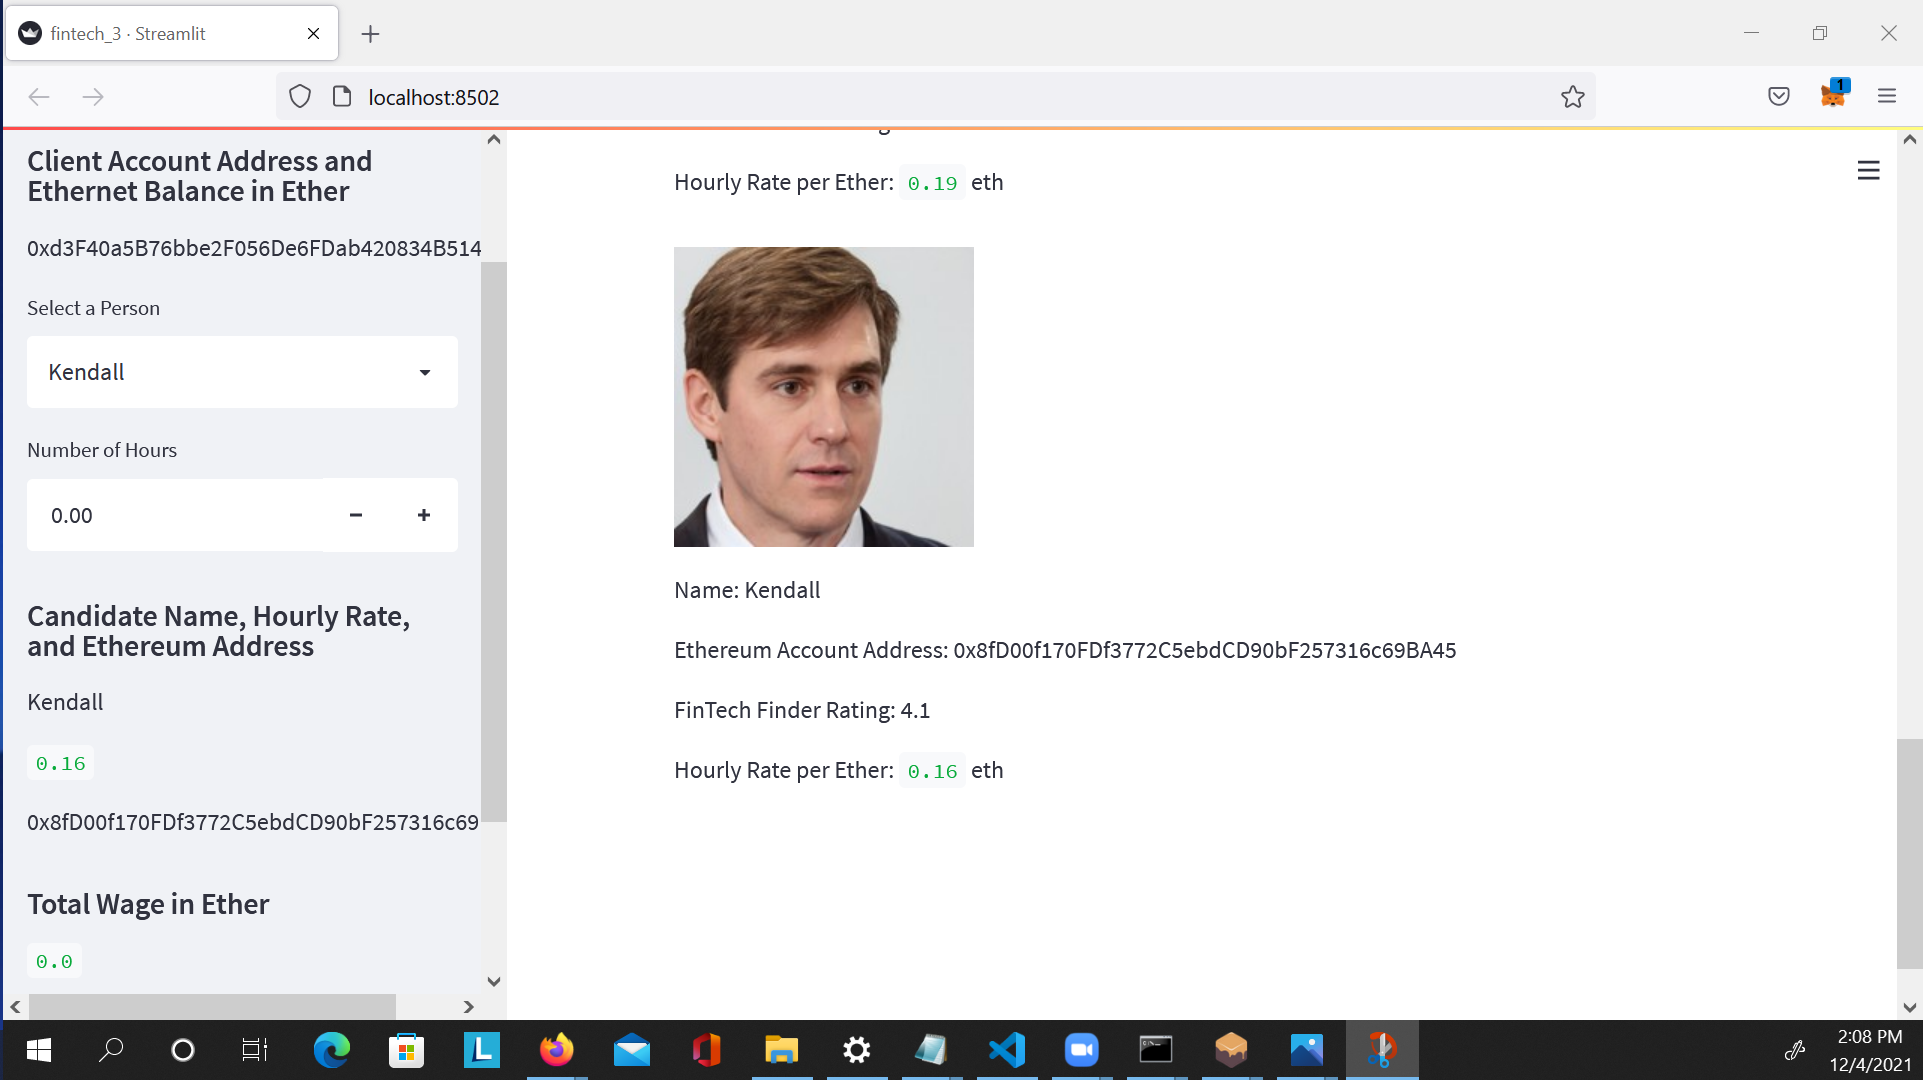 fintech_3 · Streamlit
localhost:8502
1
Client Account Address and
Ethernet Balance in Ether
0xd3F40a5B76bbe2F056De6FDab420834B514
Select a Person
Kendall
Number of Hours
0.00
Candidate Name, Hourly Rate,
and Ethereum Address
Kendall
0.16
0x8fD00f170FDf3772C5ebdCD90bF257316c69
Total Wage in Ether
0.0
Hourly Rate per Ether: 0.19 eth
Name: Kendall
Ethereum Account Address: 0x8fD00f170FDf3772C5ebdCD90bF257316c69BA45
FinTech Finder Rating: 4.1
Hourly Rate per Ether: 0.16 eth
L
2:08 PM
12/4/2021